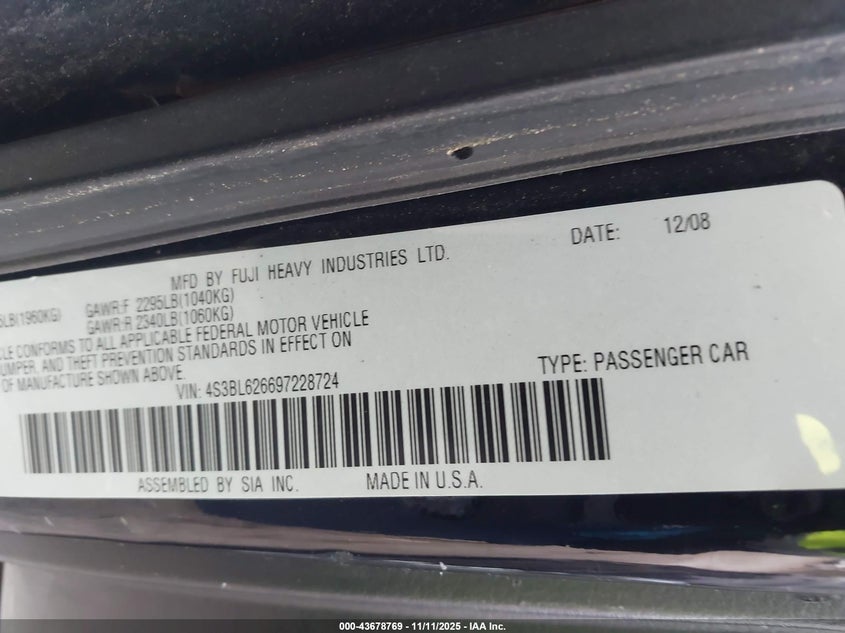 MFD BY FUJI HEAVY INDUSTRIES LTD. DATE: 12/08
LB(1960KG) GAWR:F 2295LB(1040KG)
GAWR:R 2340LB(1060KG)
CONFORMS TO ALL APPLICABLE FEDERAL MOTOR VEHICLE
AND THEFT PREVENTION STANDARDS IN EFFECT ON
OF MANUFACTURE SHOWN ABOVE.
VIN: 4S3BL626697228724 TYPE: PASSENGER CAR
ASSEMBLED BY SIA INC. MADE IN U.S.A.
000-43678769 - 11/11/2025 - IAA Inc.